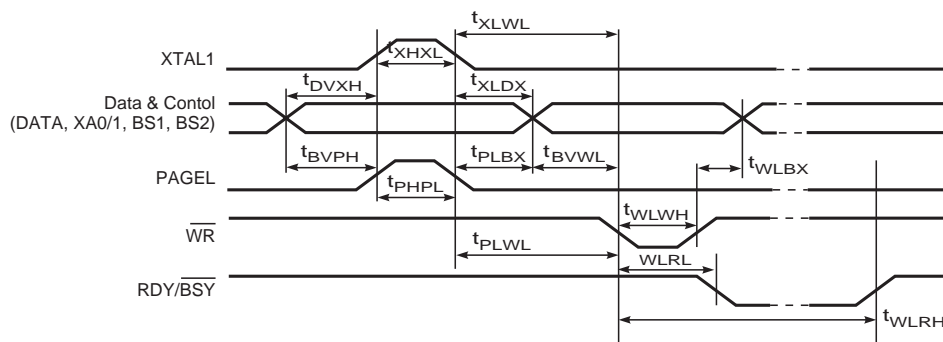 tXLWL
XTAL1
tXHXL
tDVXH
tXLDX
Data & Contol
(DATA, XA0/1, BS1, BS2)
tBVPH
tPLBX
tBVWL
tWLBX
PAGEL
tPHPL
tWLWH
WR
tPLWL
WLRL
RDY/BSY
tWLRH